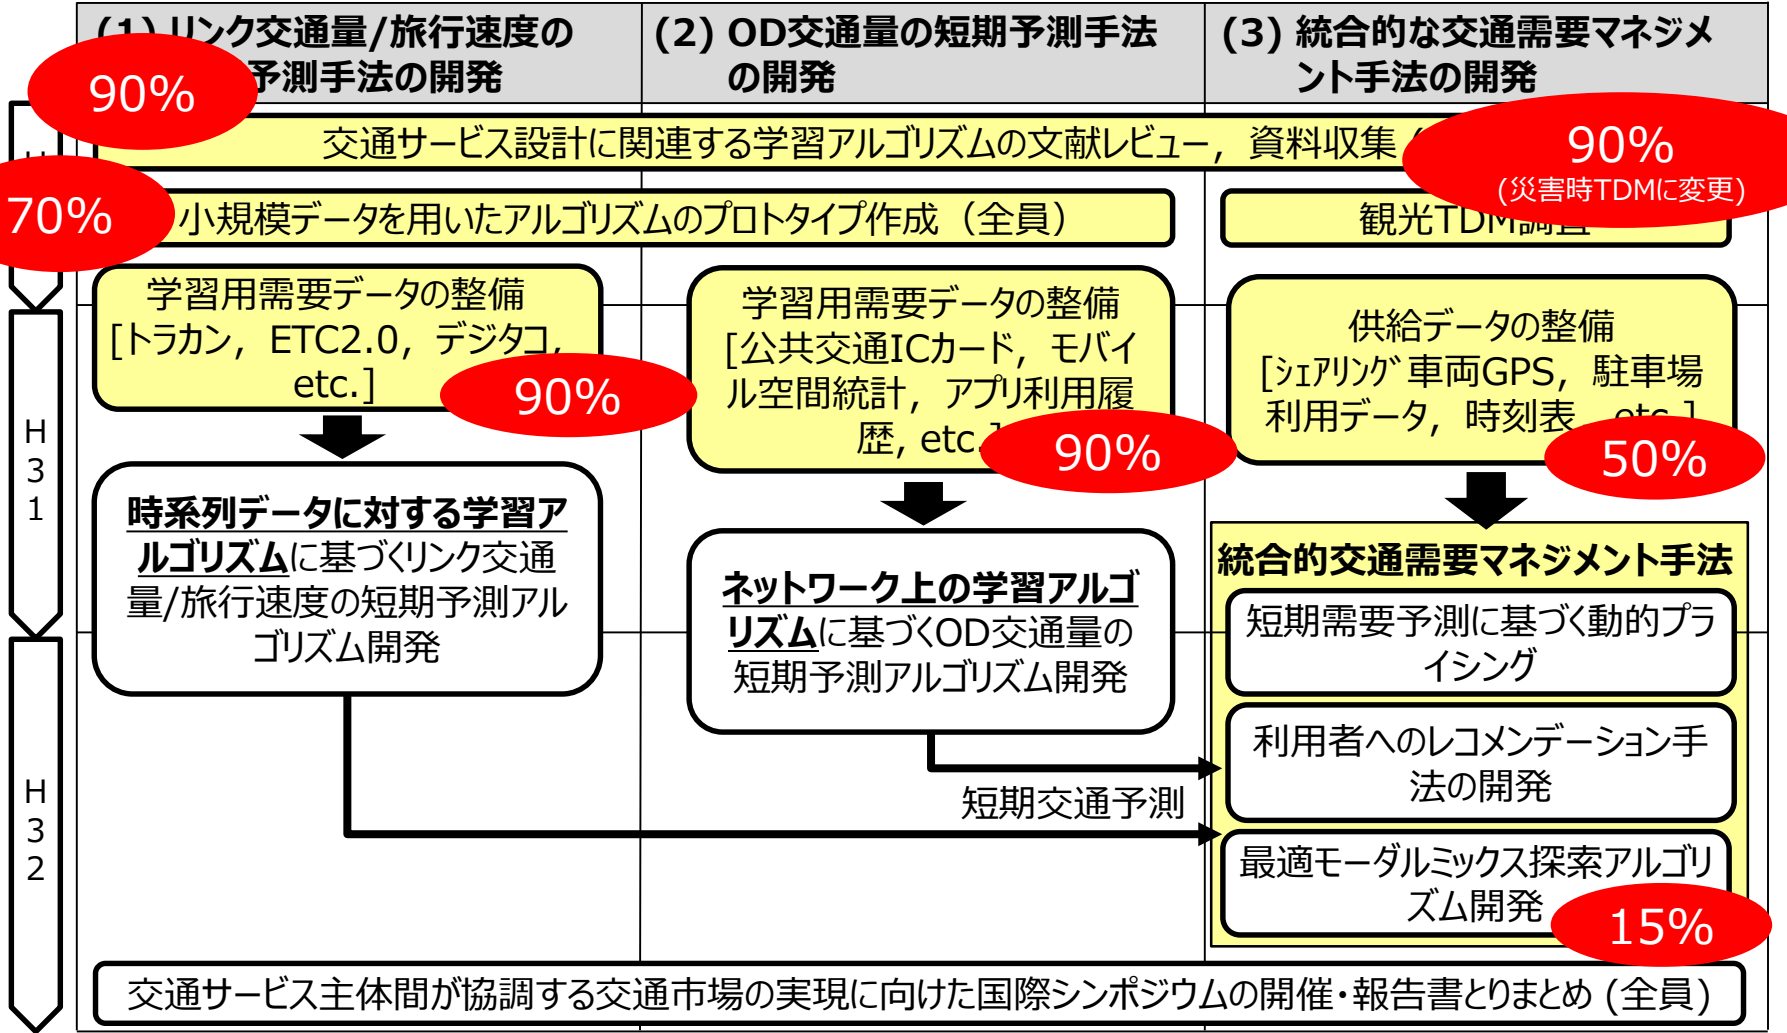 (1) リンク交通量/旅行速度の
予測手法の開発
(2) OD交通量の短期予測手法
の開発
(3) 統合的な交通需要マネジメ
ント手法の開発
90%
交通サービス設計に関連する学習アルゴリズムの文献レビュー，資料収集
90%
(災害時TDMに変更)
70%
小規模データを用いたアルゴリズムのプロトタイプ作成（全員）
観光TDM調査
学習用需要データの整備
[トラカン，ETC2.0，デジタコ，
etc.]
90%
学習用需要データの整備
[公共交通ICカード，モバイ
ル空間統計，アプリ利用履
歴, etc.]
90%
供給データの整備
[シェアリング車両GPS，駐車場
利用データ，時刻表，etc.]
50%
H
3
1
時系列データに対する学習ア
ルゴリズムに基づくリンク交通
量/旅行速度の短期予測アル
ゴリズム開発
ネットワーク上の学習アルゴ
リズムに基づくOD交通量の
短期予測アルゴリズム開発
統合的交通需要マネジメント手法
短期需要予測に基づく動的プラ
イシング
利用者へのレコメンデーション手
法の開発
最適モーダルミックス探索アルゴリ
ズム開発
15%
短期交通予測
H
3
2
交通サービス主体間が協調する交通市場の実現に向けた国際シンポジウムの開催・報告書とりまとめ (全員)